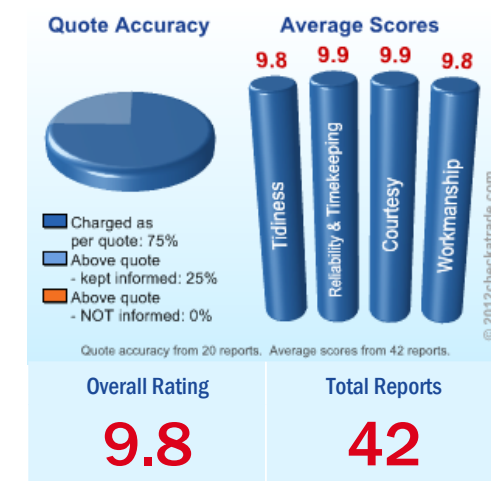 Quote Accuracy
Average Scores
9.8
9.9
9.9
9.8
Tidiness
Reliability & Timekeeping
Courtesy
Workmanship
Charged as
per quote: 75%
Above quote
- kept informed: 25%
Above quote
- NOT informed: 0%
© 2012checkatrade.com
Quote accuracy from 20 reports. Average scores from 42 reports.
Overall Rating
Total Reports
9.8
42